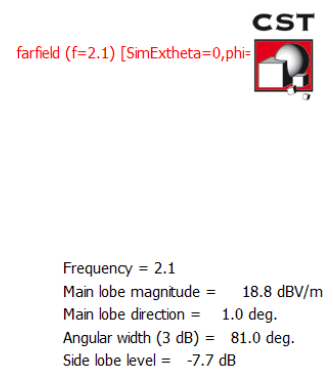 CST
farfield (f=2.1) [SimExtheta=0,phi=
Frequency = 2.1
Main lobe magnitude = 18.8 dBV/m
Main lobe direction = 1.0 deg.
Angular width (3 dB) = 81.0 deg.
Side lobe level = -7.7 dB